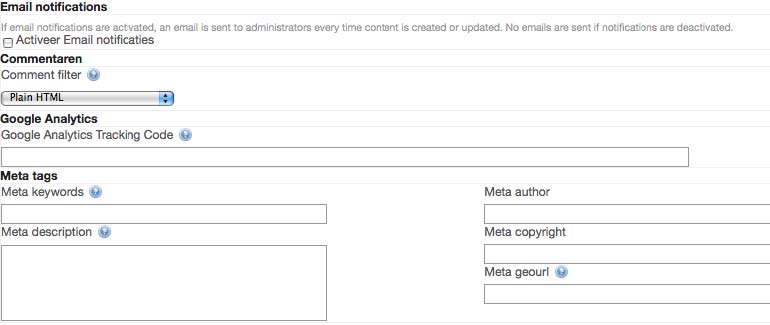 Email notifications
If email notifications are actvated, an email is sent to administrators every time content is created or updated. No emails are sent if notifications are deactivated.
Activeer Email notificaties
Commentaren
Comment filter ?
Plain HTML
Google Analytics
Google Analytics Tracking Code ?
Meta tags
Meta keywords ?
Meta author
Meta description ?
Meta copyright
Meta geourl ?